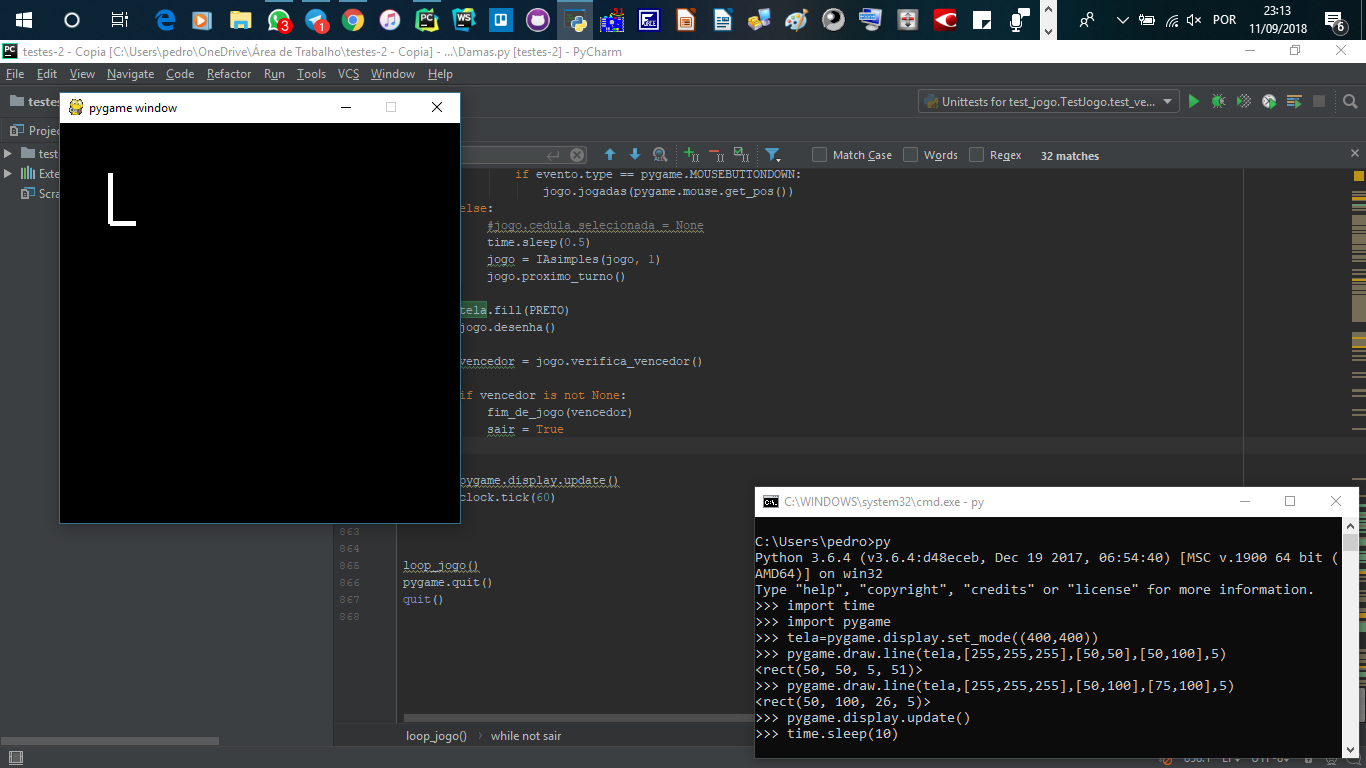 POR
23:13
11/09/2018
3
1
6
testes-2 - Copia [C:\Users\pedro\OneDrive\Área de Trabalho\testes-2 - Copia] - ...\Damas.py [testes-2] - PyCharm
File Edit View Navigate Code Refactor Run Tools VCS Window Help
teste
Unittests for test_jogo.TestJogo.test_ve...
pygame window
Proje
test
Exte
Scra
Match Case Words Regex 32 matches
if evento.type == pygame.MOUSEBUTTONDOWN:
jogo.jogadas(pygame.mouse.get_pos())
else:
#jogo.cedula_selecionada = None
time.sleep(0.5)
jogo = IAsimples(jogo, 1)
jogo.proximo_turno()
tela.fill(PRETO)
jogo.desenha()
vencedor = jogo.verifica_vencedor()
if vencedor is not None:
fim_de_jogo(vencedor)
sair = True
pygame.display.update()
clock.tick(60)
863
864
865 loop_jogo()
866 pygame.quit()
867 quit()
868
loop_jogo() › while not sair
C:\WINDOWS\system32\cmd.exe - py
C:\Users\pedro>py
Python 3.6.4 (v3.6.4:d48eceb, Dec 19 2017, 06:54:40) [MSC v.1900 64 bit (
AMD64)] on win32
Type "help", "copyright", "credits" or "license" for more information.
>>> import time
>>> import pygame
>>> tela=pygame.display.set_mode((400,400))
>>> pygame.draw.line(tela,[255,255,255],[50,50],[50,100],5)
<rect(50, 50, 5, 51)>
>>> pygame.draw.line(tela,[255,255,255],[50,100],[75,100],5)
<rect(50, 100, 26, 5)>
>>> pygame.display.update()
>>> time.sleep(10)